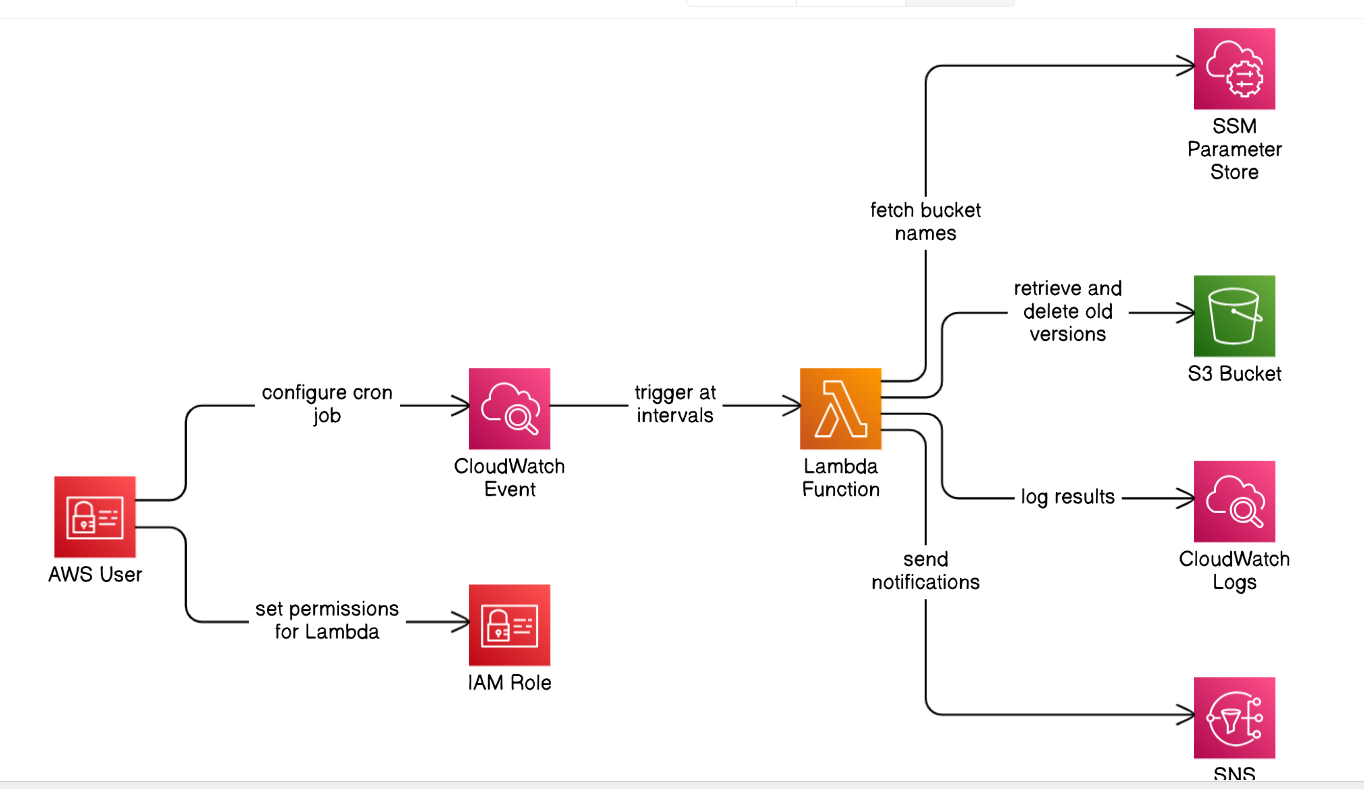 SSM
Parameter
Store
fetch bucket
names
retrieve and
delete old
versions
S3 Bucket
configure cron
job
trigger at
intervals
CloudWatch
Event
Lambda
Function
log results
AWS User
CloudWatch
Logs
send
notifications
set permissions
for Lambda
IAM Role
SNS